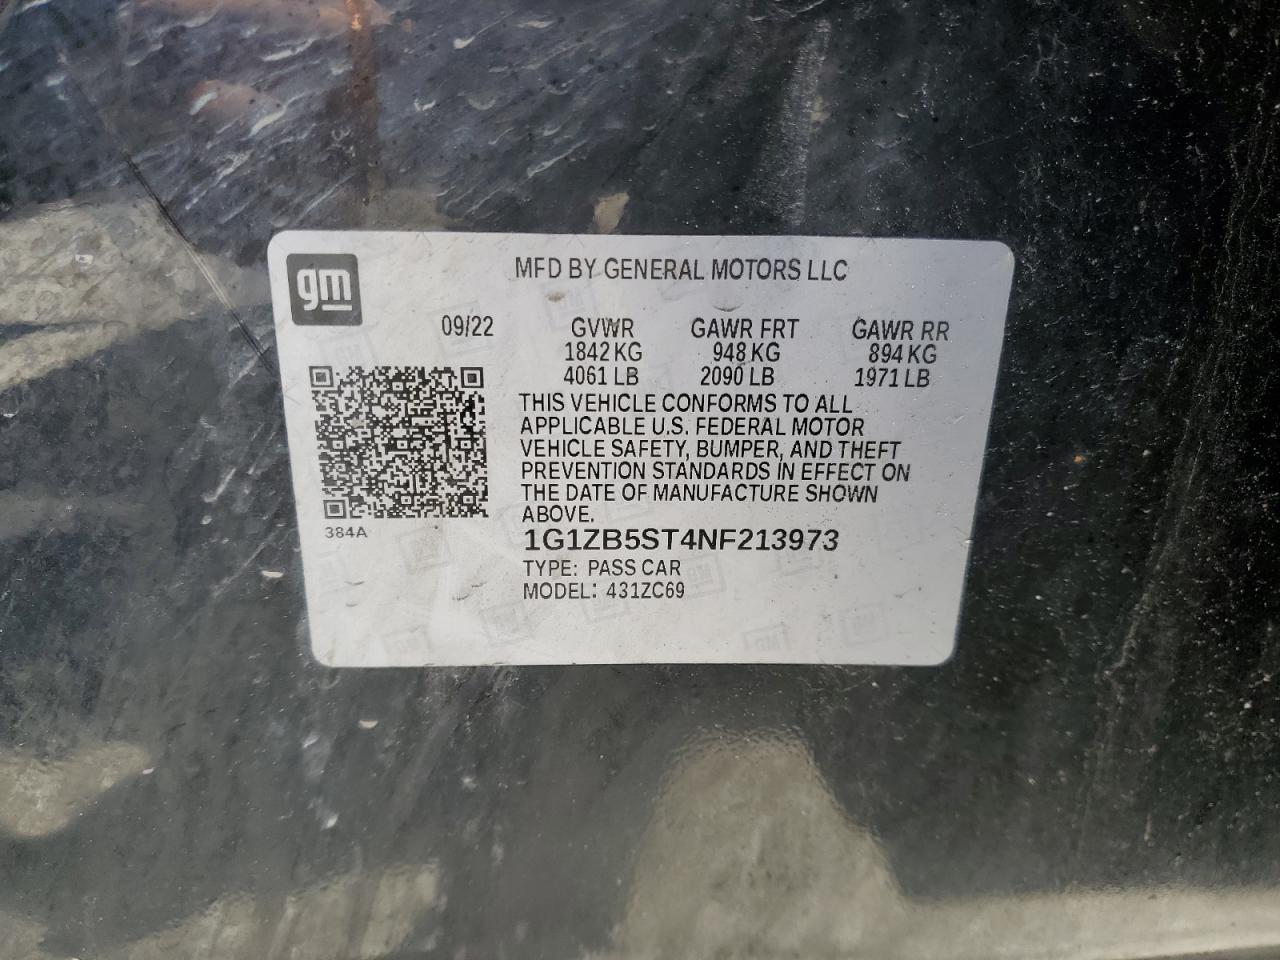 gm
MFD BY GENERAL MOTORS LLC
09/22 GVWR GAWR FRT GAWR RR
1842 KG 948 KG 894 KG
4061 LB 2090 LB 1971 LB
THIS VEHICLE CONFORMS TO ALL
APPLICABLE U.S. FEDERAL MOTOR
VEHICLE SAFETY, BUMPER, AND THEFT
PREVENTION STANDARDS IN EFFECT ON
THE DATE OF MANUFACTURE SHOWN
ABOVE.
384A
1G1ZB5ST4NF213973
TYPE: PASS CAR
MODEL: 431ZC69